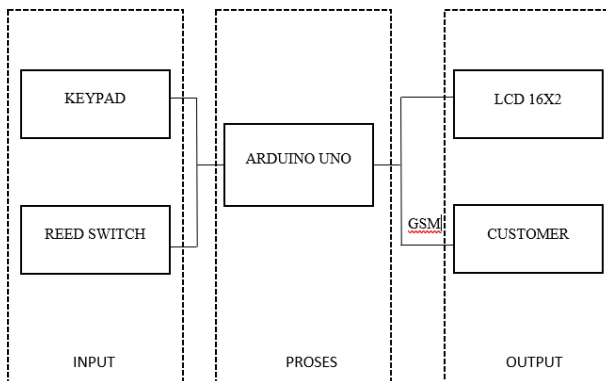 KEYPAD
REED SWITCH
INPUT
ARDUINO UNO
PROSES
LCD 16X2
GSM
CUSTOMER
OUTPUT